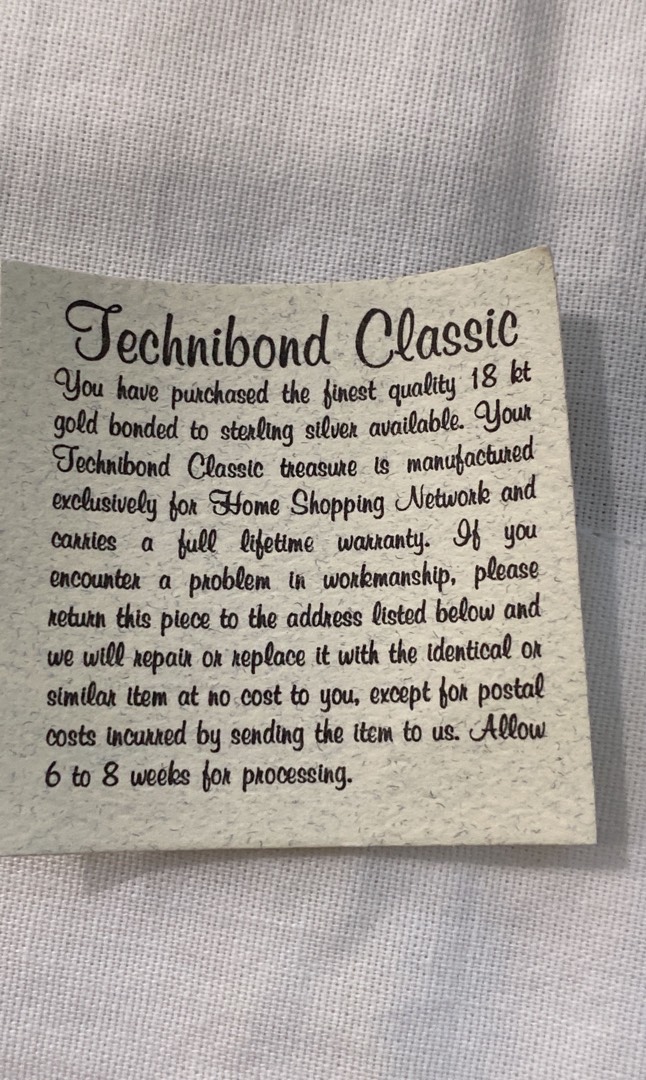 Technibond Classic
You have purchased the finest quality 18 kt
gold bonded to sterling silver available. Your
Technibond Classic treasure is manufactured
exclusively for Home Shopping Network and
carries a full lifetime warranty. If you
encounter a problem in workmanship, please
return this piece to the address listed below and
we will repair or replace it with the identical or
similar item at no cost to you, except for postal
costs incurred by sending the item to us. Allow
6 to 8 weeks for processing.